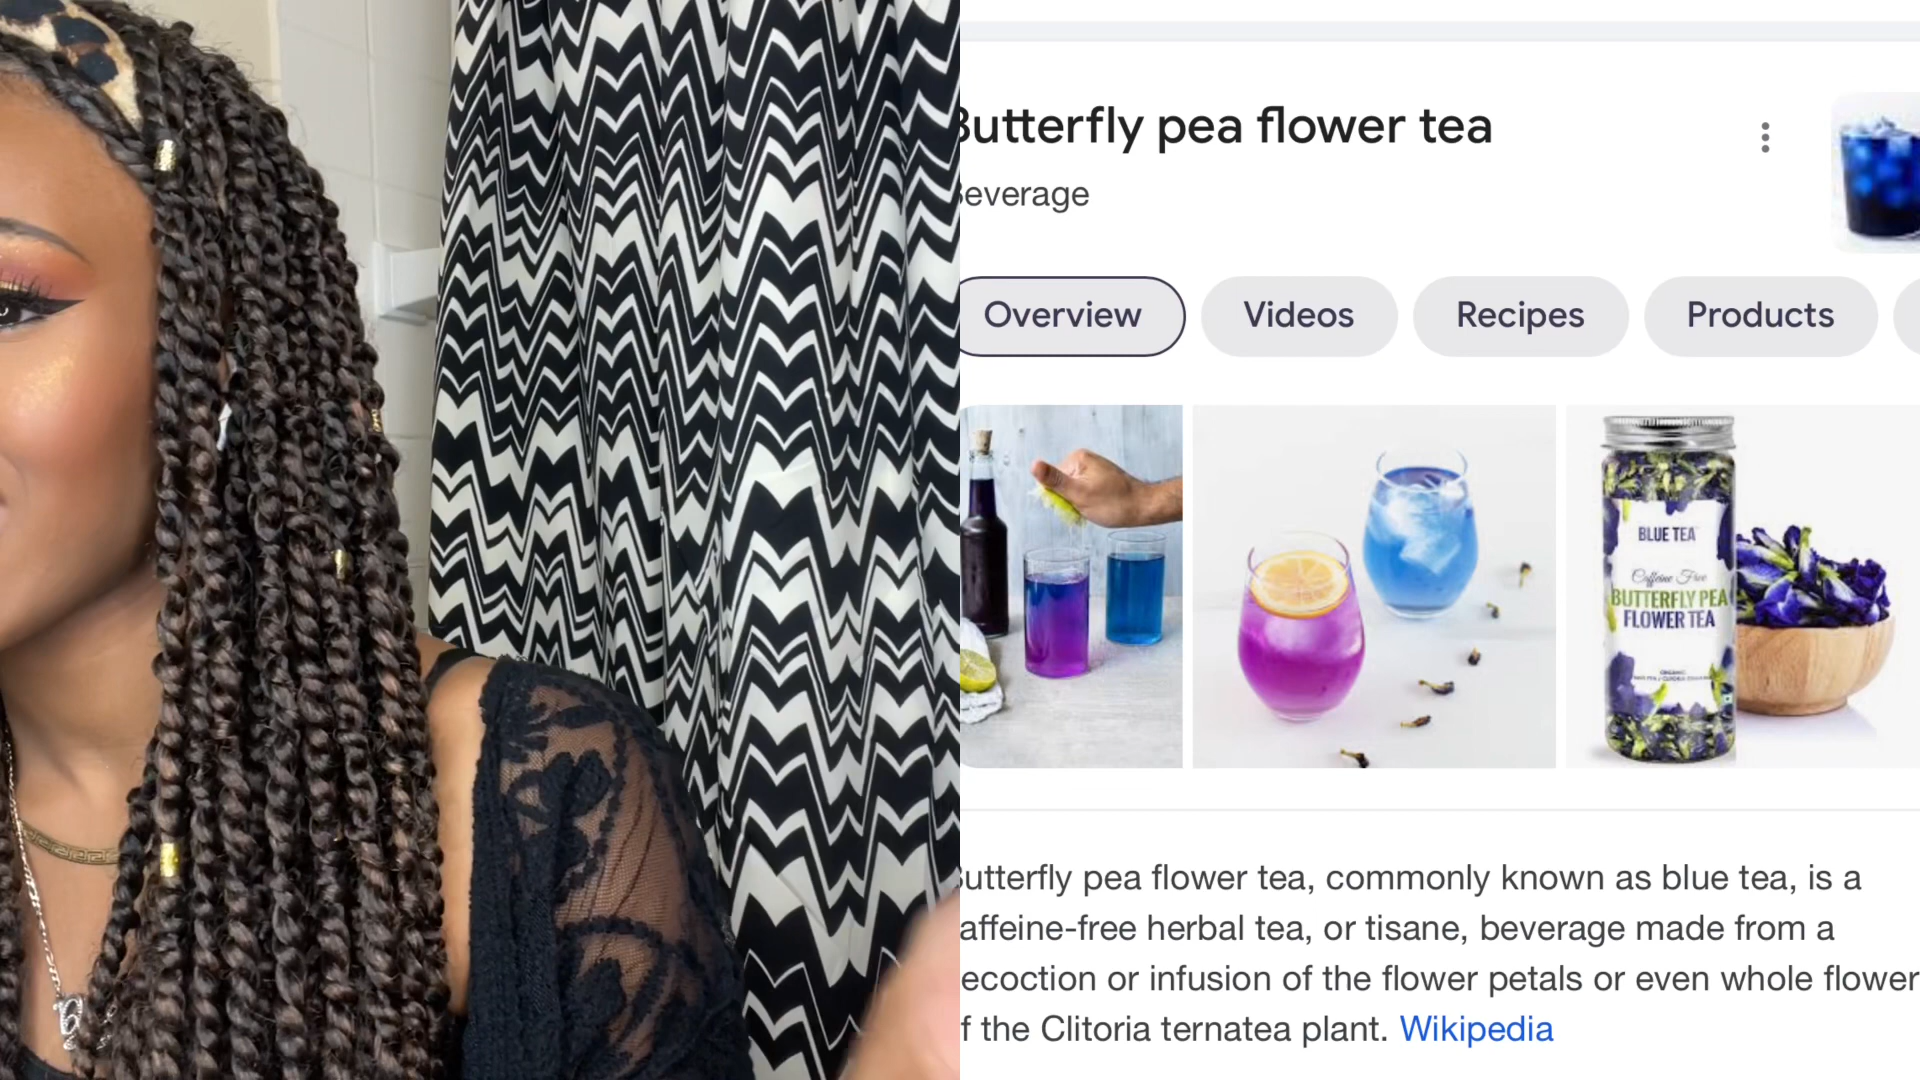 Butterfly pea flower tea
Beverage
Overview
Videos
Recipes
Products
BLUE TEA
Caffeine Free
BUTTERFLY PEA
FLOWER TEA
ORGANIC
utterfly pea flower tea, commonly known as blue tea, is a
affeine-free herbal tea, or tisane, beverage made from a
ecoction or infusion of the flower petals or even whole flower
f the Clitoria ternatea plant. Wikipedia